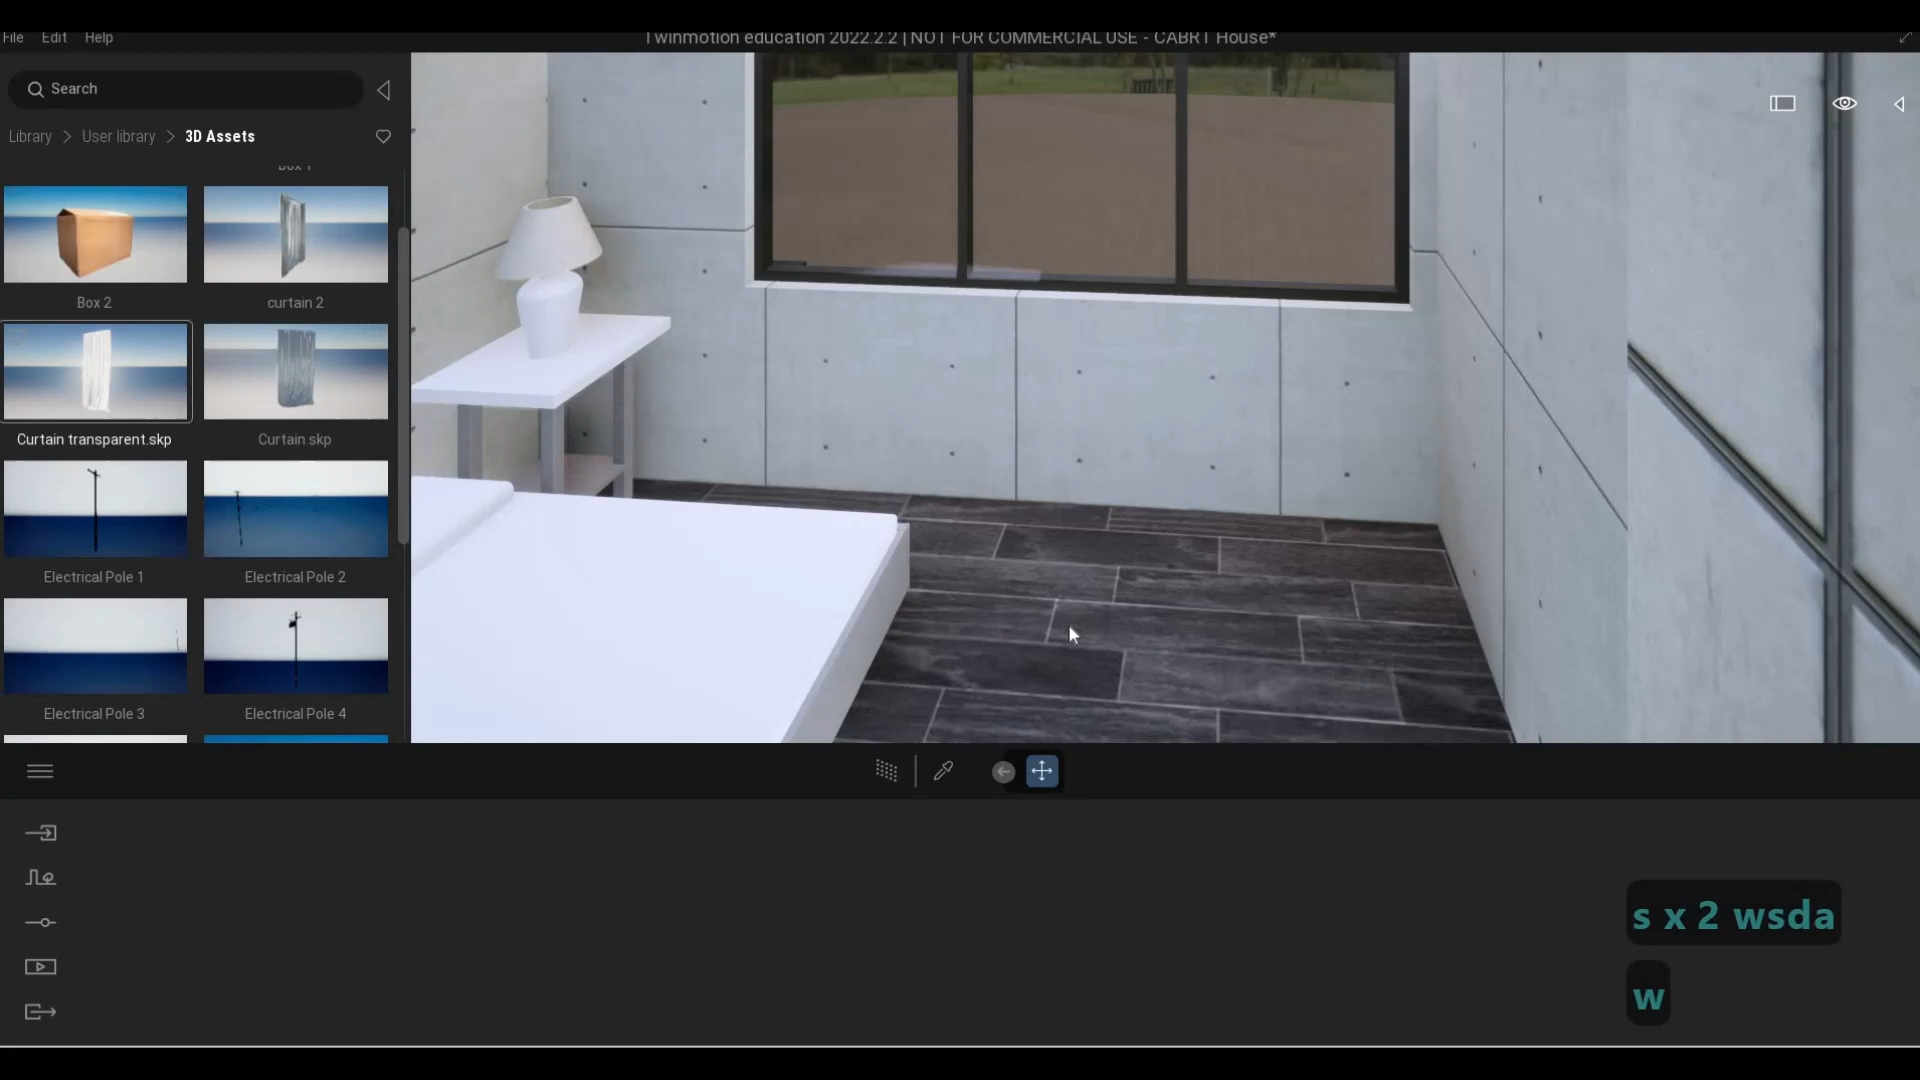 File Edit Help
Twinmotion education 2022.2.2 | NOT FOR COMMERCIAL USE - CABRT House*
Search
Library > User library > 3D Assets
Box 1
Box 2
curtain 2
Curtain transparent.skp
Curtain.skp
Electrical Pole 1
Electrical Pole 2
Electrical Pole 3
Electrical Pole 4
s x 2 wsda
w